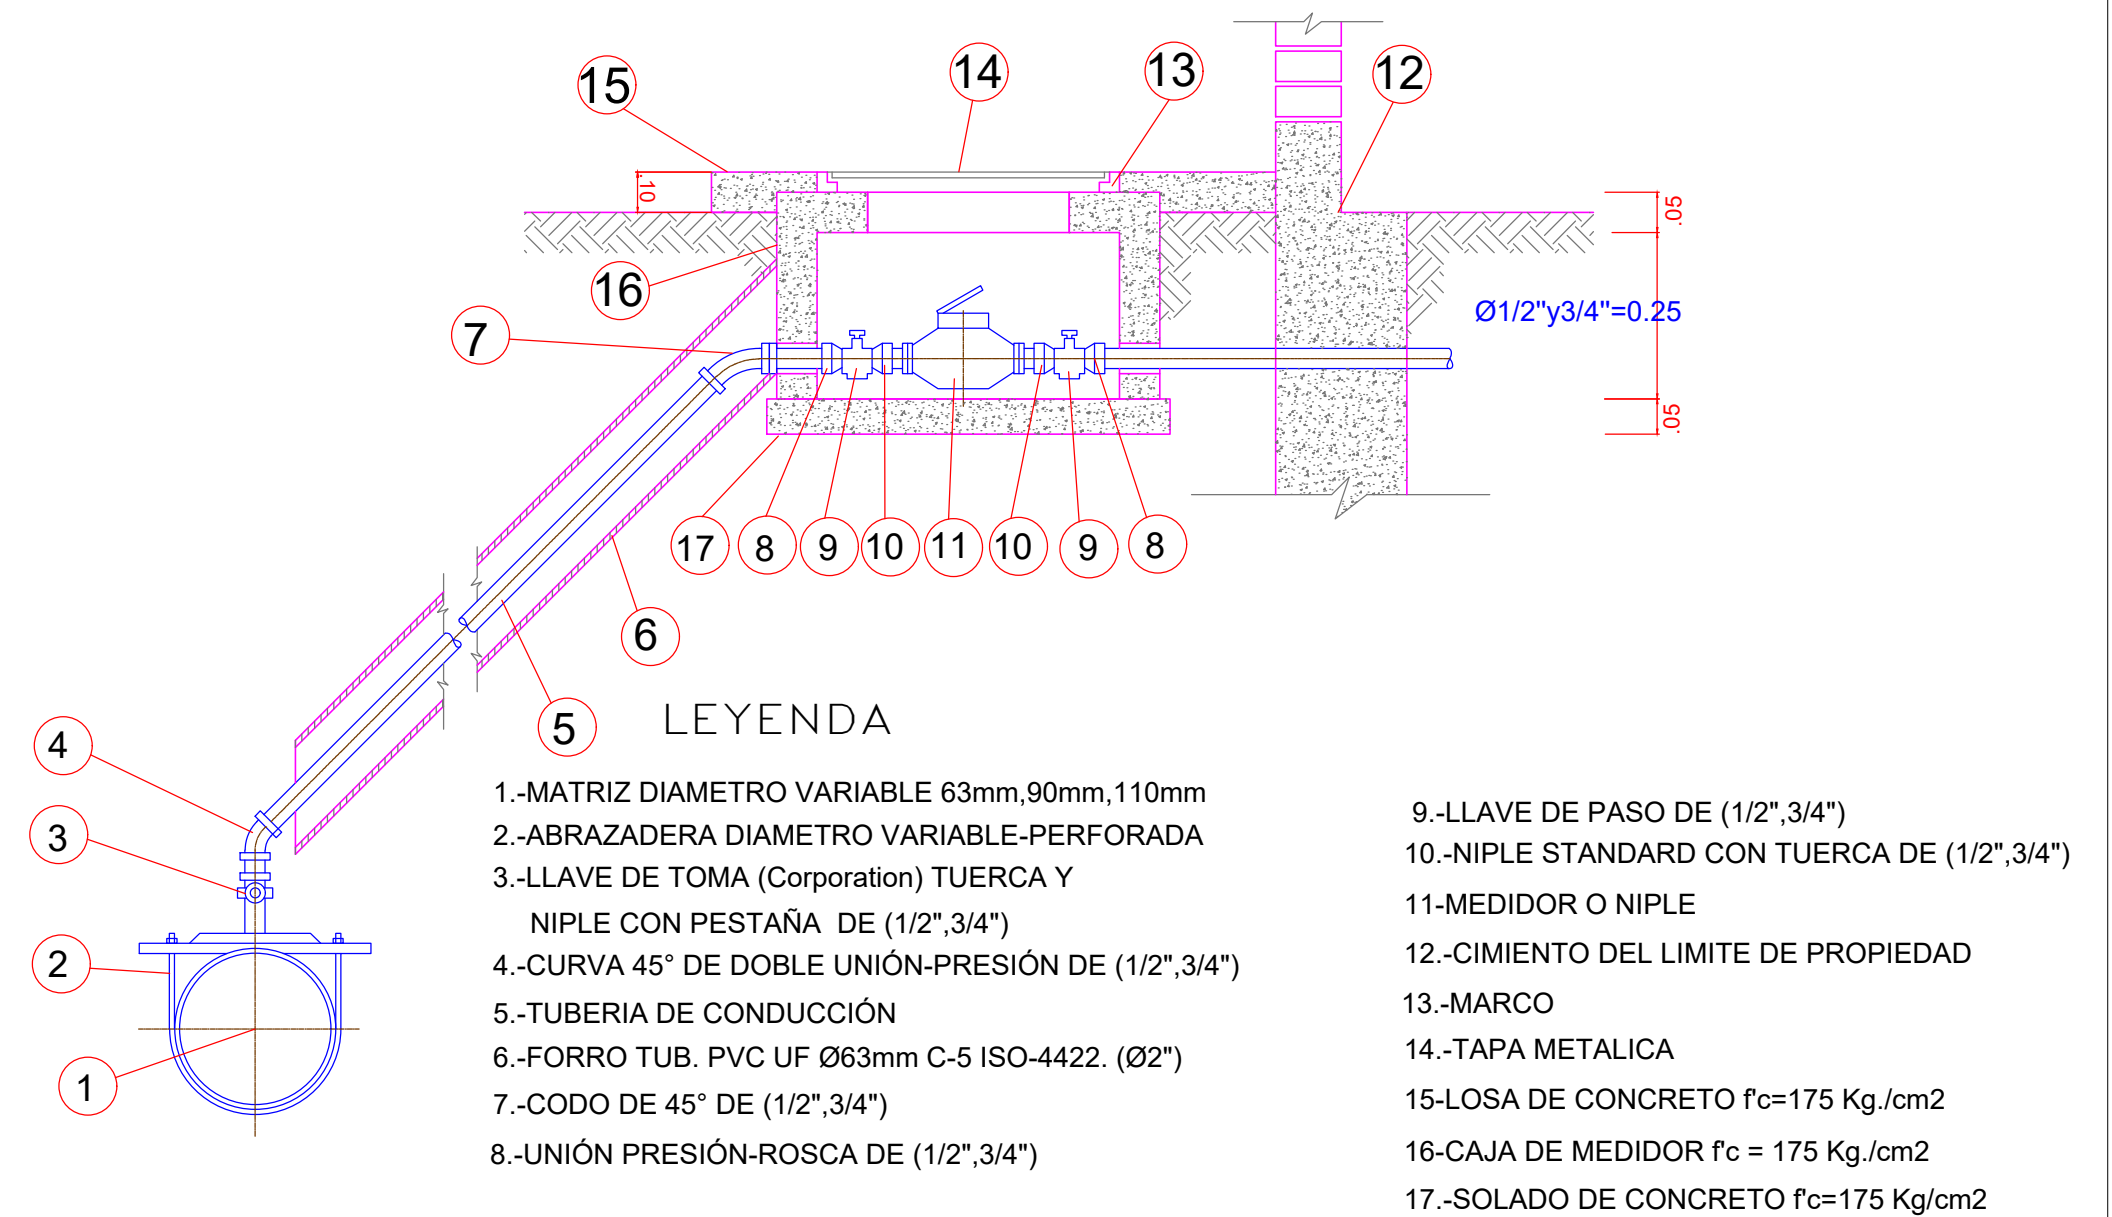 15
14
13
12
.10
.05
16
Ø1/2"y3/4"=0.25
7
.05
17
8
9
10
11
10
9
8
6
5
4
3
2
1
LEYENDA
1.-MATRIZ DIAMETRO VARIABLE 63mm,90mm,110mm
2.-ABRAZADERA DIAMETRO VARIABLE-PERFORADA
3.-LLAVE DE TOMA (Corporation) TUERCA Y
NIPLE CON PESTAÑA DE (1/2",3/4")
4.-CURVA 45° DE DOBLE UNIÓN-PRESIÓN DE (1/2",3/4")
5.-TUBERIA DE CONDUCCIÓN
6.-FORRO TUB. PVC UF Ø63mm C-5 ISO-4422. (Ø2")
7.-CODO DE 45° DE (1/2",3/4")
8.-UNIÓN PRESIÓN-ROSCA DE (1/2",3/4")
9.-LLAVE DE PASO DE (1/2",3/4")
10.-NIPLE STANDARD CON TUERCA DE (1/2",3/4")
11-MEDIDOR O NIPLE
12.-CIMIENTO DEL LIMITE DE PROPIEDAD
13.-MARCO
14.-TAPA METALICA
15-LOSA DE CONCRETO f'c=175 Kg./cm2
16-CAJA DE MEDIDOR f'c = 175 Kg./cm2
17.-SOLADO DE CONCRETO f'c=175 Kg/cm2